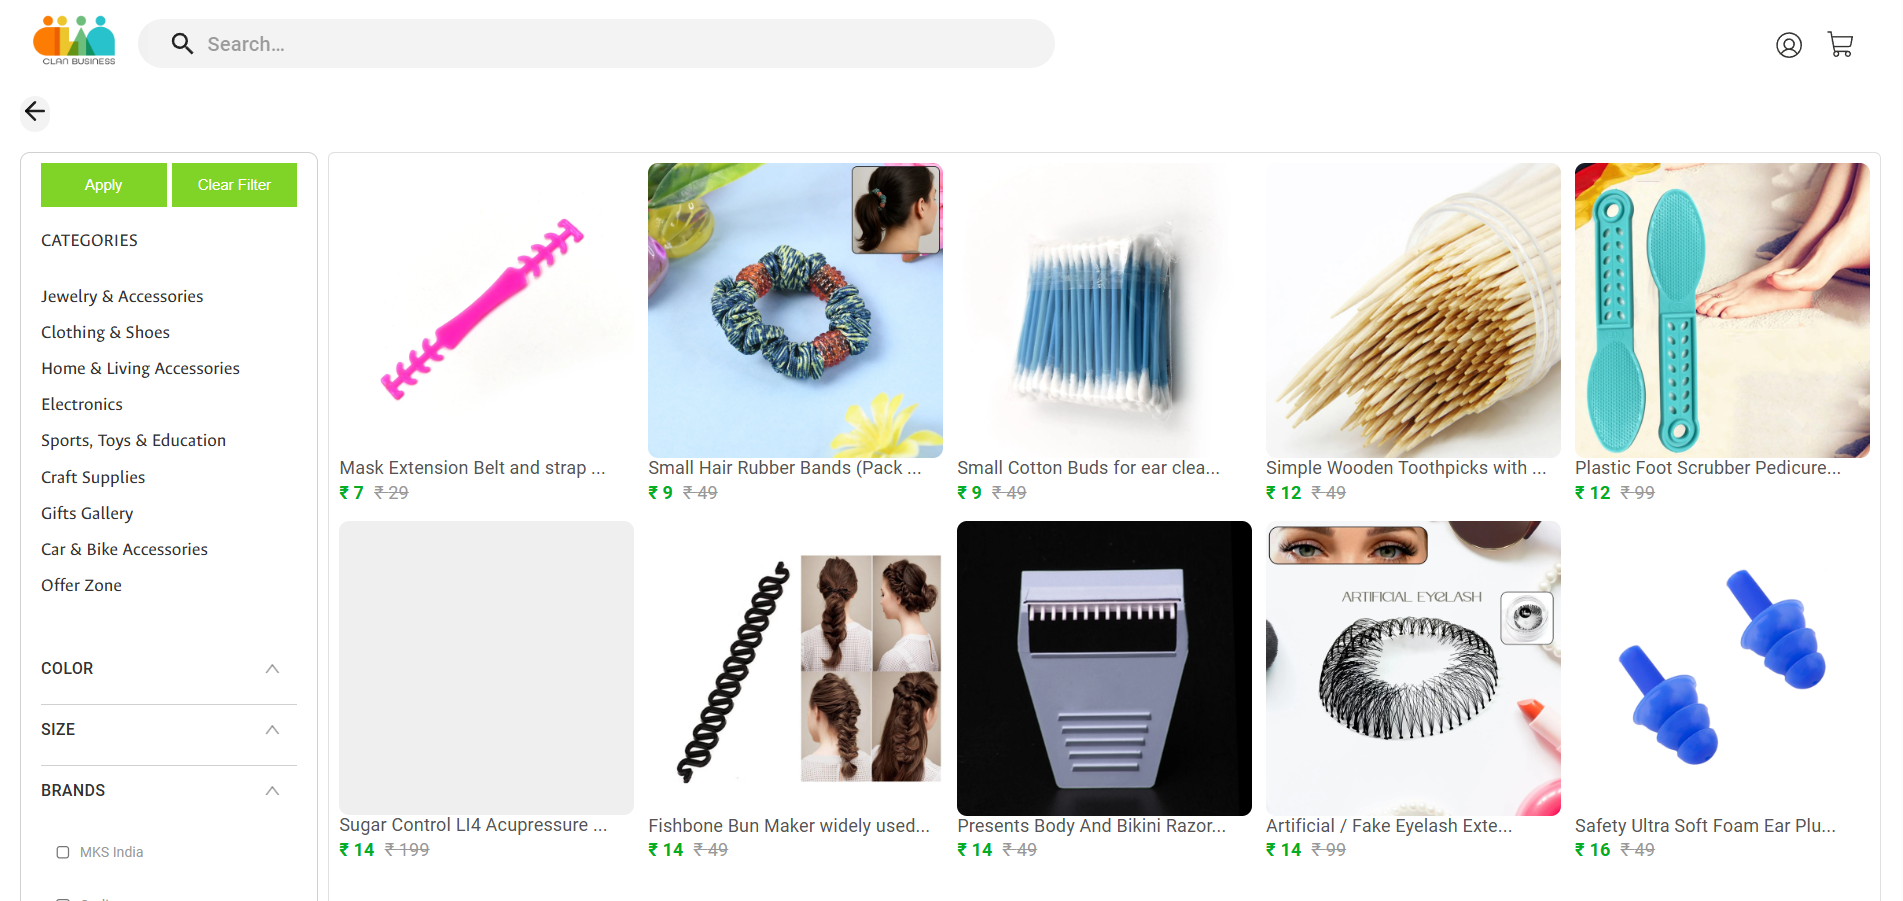 CLAN BUSINESS
Search...
Apply
Clear Filter
CATEGORIES
Jewelry & Accessories
Clothing & Shoes
Home & Living Accessories
Electronics
Sports, Toys & Education
Craft Supplies
Gifts Gallery
Car & Bike Accessories
Offer Zone
COLOR
SIZE
BRANDS
MKS India
Mask Extension Belt and strap ...
₹ 7 ₹ 29
Small Hair Rubber Bands (Pack ...
₹ 9 ₹ 49
Small Cotton Buds for ear clea...
₹ 9 ₹ 49
Simple Wooden Toothpicks with ...
₹ 12 ₹ 49
Plastic Foot Scrubber Pedicure...
₹ 12 ₹ 99
Sugar Control LI4 Acupressure ...
₹ 14 ₹ 199
Fishbone Bun Maker widely used...
₹ 14 ₹ 49
Presents Body And Bikini Razor...
₹ 14 ₹ 49
ARTIFICIAL EYELASH
Artificial / Fake Eyelash Exte...
₹ 14 ₹ 99
Safety Ultra Soft Foam Ear Plu...
₹ 16 ₹ 49